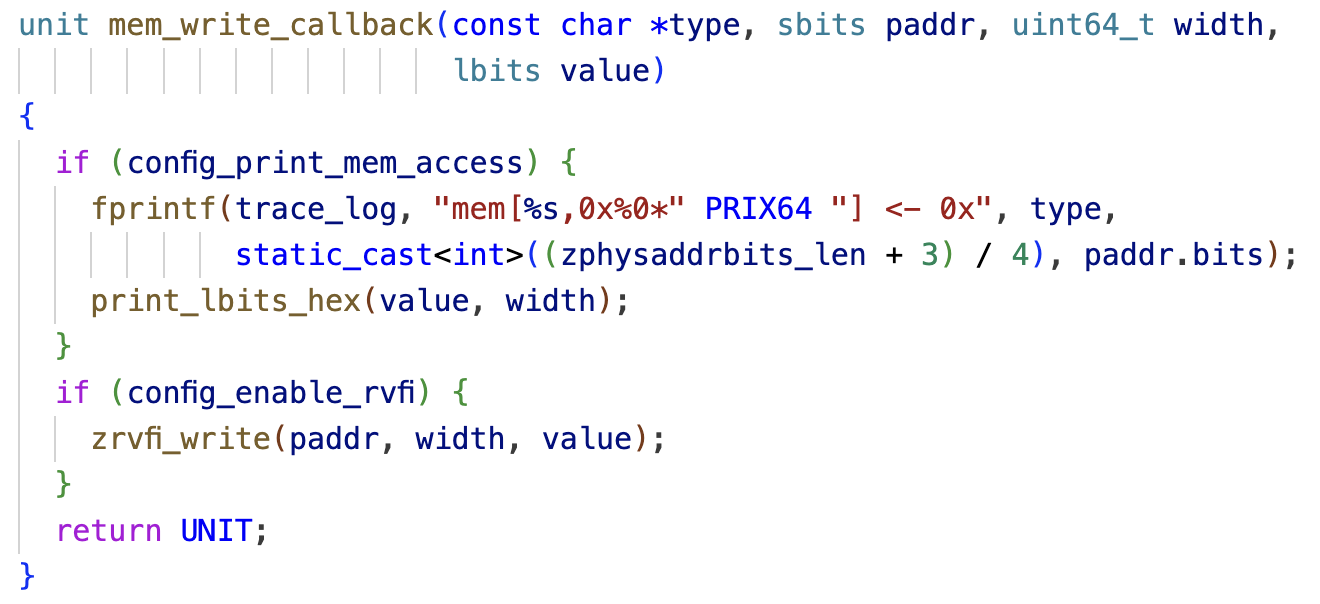 unit mem_write_callback(const char *type, sbits paddr, uint64_t width,
                        lbits value)
{
  if (config_print_mem_access) {
    fprintf(trace_log, "mem[%s,0x%0*" PRIX64 "] <- 0x", type,
            static_cast<int>((zphysaddrbits_len + 3) / 4), paddr.bits);
    print_lbits_hex(value, width);
  }
  if (config_enable_rvfi) {
    zrvfi_write(paddr, width, value);
  }
  return UNIT;
}